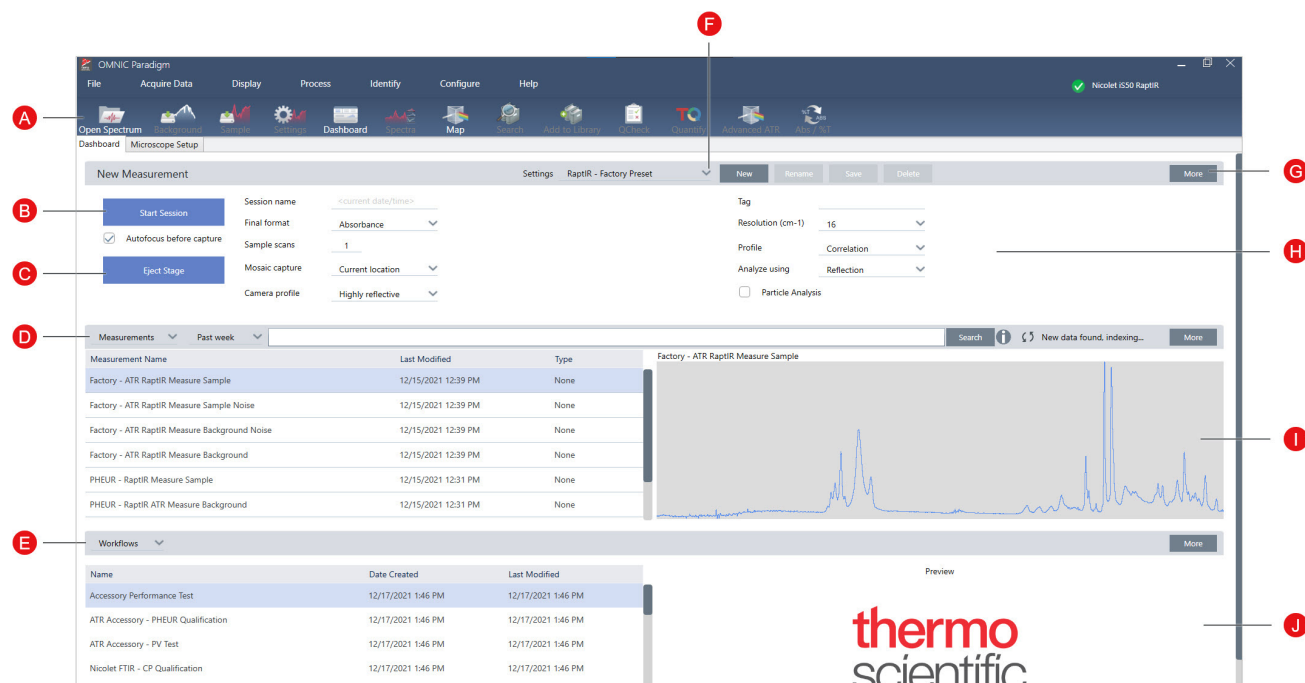 F
OMNIC Paradigm
File Acquire Data Display Process Identify Configure Help
Nicolet iS50 RaptIR
A
Open Spectrum Background Sample Settings Dashboard Spectra Map Search Add to Library QCheck Quantify Advanced ATR Abs / %T
Dashboard Microscope Setup
New Measurement Settings RaptIR - Factory Preset New Rename Save Delete More
G
B
Start Session
Autofocus before capture
C
Eject Stage
Session name <current date/time>
Final format Absorbance
Sample scans 1
Mosaic capture Current location
Camera profile Highly reflective
Tag
Resolution (cm-1) 16
Profile Correlation
Analyze using Reflection
Particle Analysis
H
D
Measurements Past week Search New data found, indexing... More
Measurement Name Last Modified Type
Factory - ATR RaptIR Measure Sample 12/15/2021 12:39 PM None
Factory - ATR RaptIR Measure Sample Noise 12/15/2021 12:39 PM None
Factory - ATR RaptIR Measure Background Noise 12/15/2021 12:39 PM None
Factory - ATR RaptIR Measure Background 12/15/2021 12:39 PM None
PHEUR - RaptIR Measure Sample 12/15/2021 12:31 PM None
PHEUR - RaptIR ATR Measure Background 12/15/2021 12:31 PM None
Factory - ATR RaptIR Measure Sample
I
E
Workflows More
Name Date Created Last Modified
Accessory Performance Test 12/17/2021 1:46 PM 12/17/2021 1:46 PM
ATR Accessory - PHEUR Qualification 12/17/2021 1:46 PM 12/17/2021 1:46 PM
ATR Accessory - PV Test 12/17/2021 1:46 PM 12/17/2021 1:46 PM
Nicolet FTIR - CP Qualification 12/17/2021 1:46 PM 12/17/2021 1:46 PM
Preview
thermo
scientific
J